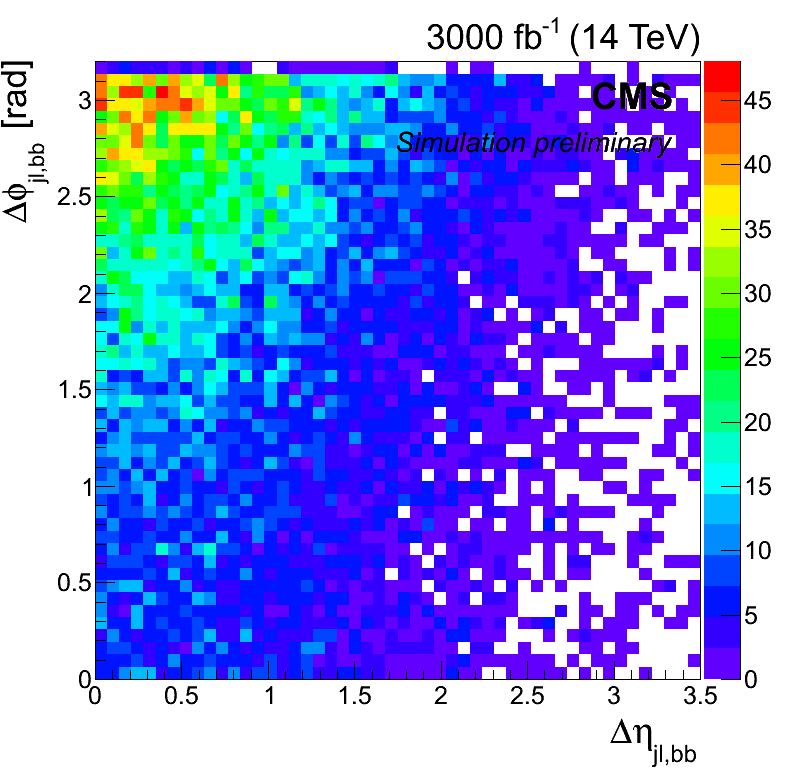 3000 fb-1 (14 TeV)
CMS
Simulation preliminary
Δϕjl,bb [rad]
3
2.5
2
1.5
1
0.5
0
0 0.5 1 1.5 2 2.5 3 3.5
Δηjl,bb
45
40
35
30
25
20
15
10
5
0